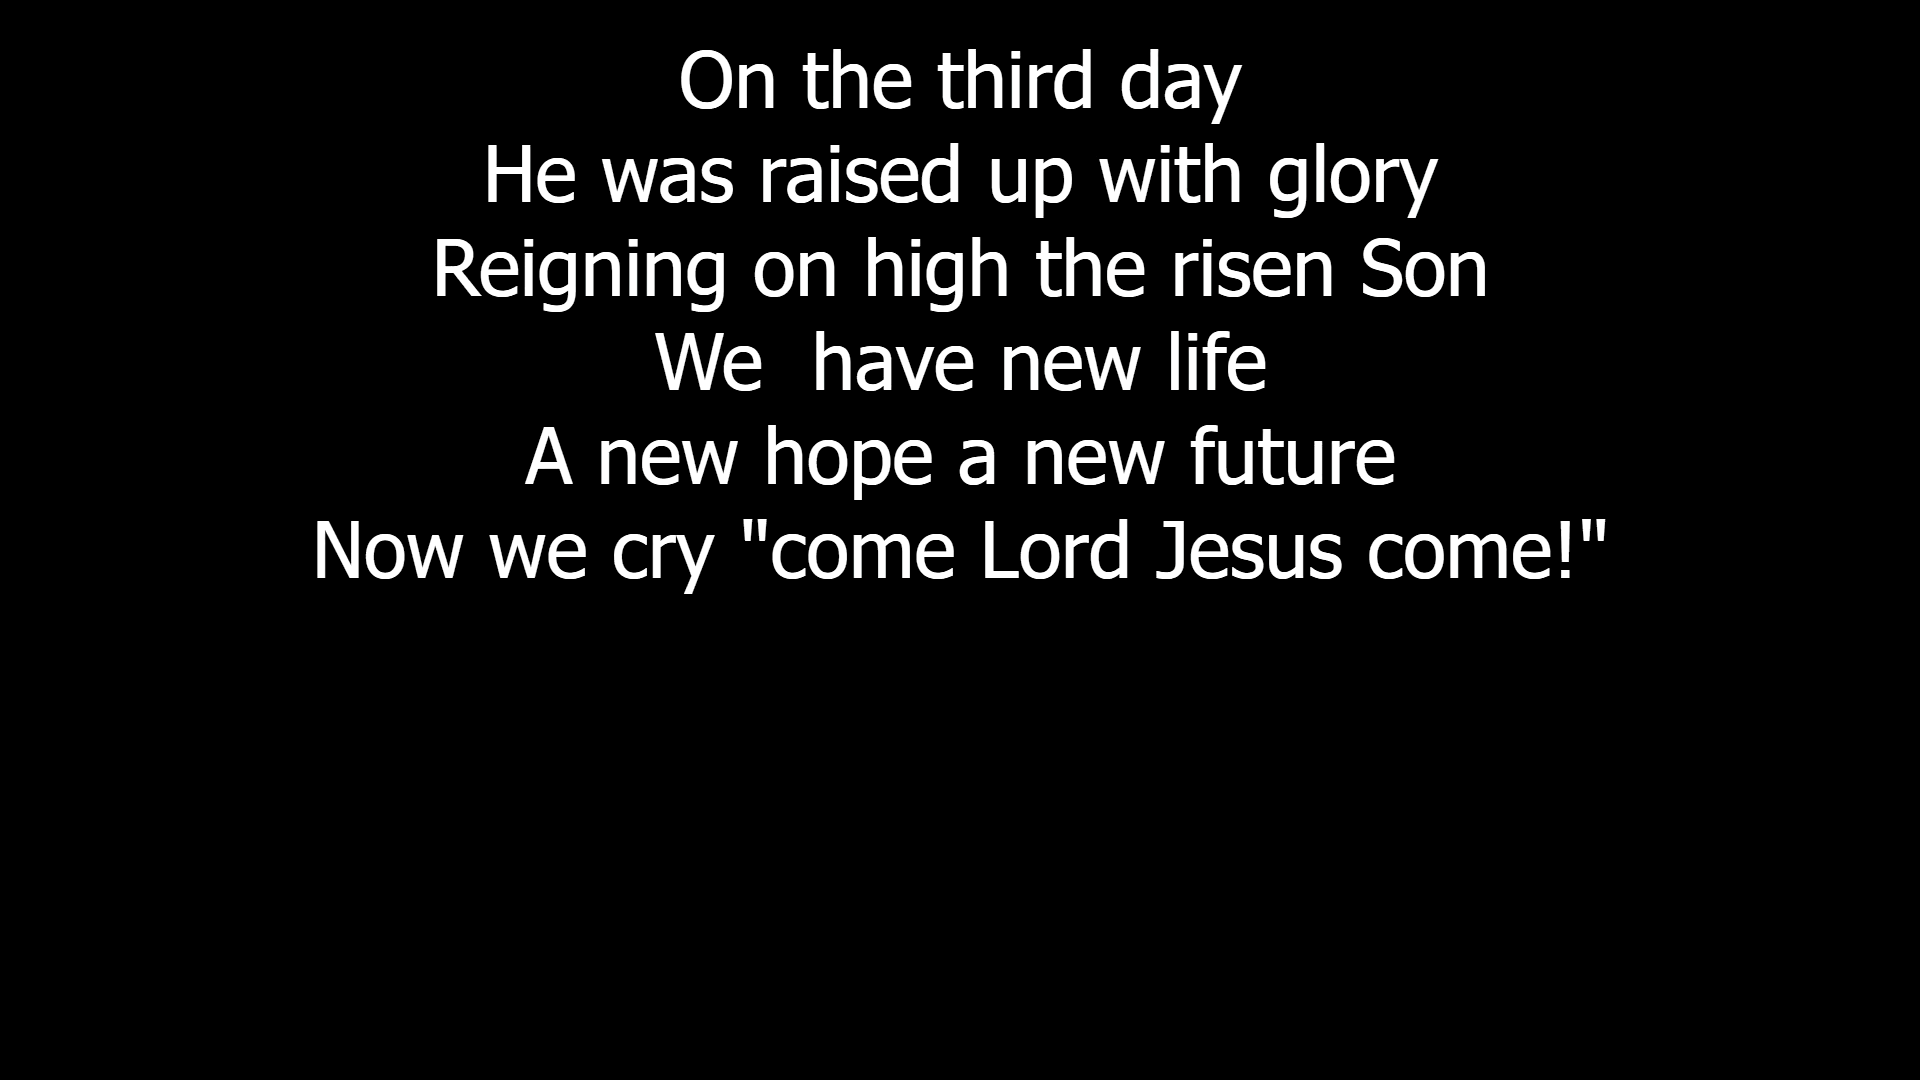 On the third day
He was raised up with glory
Reigning on high the risen Son
We  have new life
A new hope a new future
Now we cry "come Lord Jesus come!"